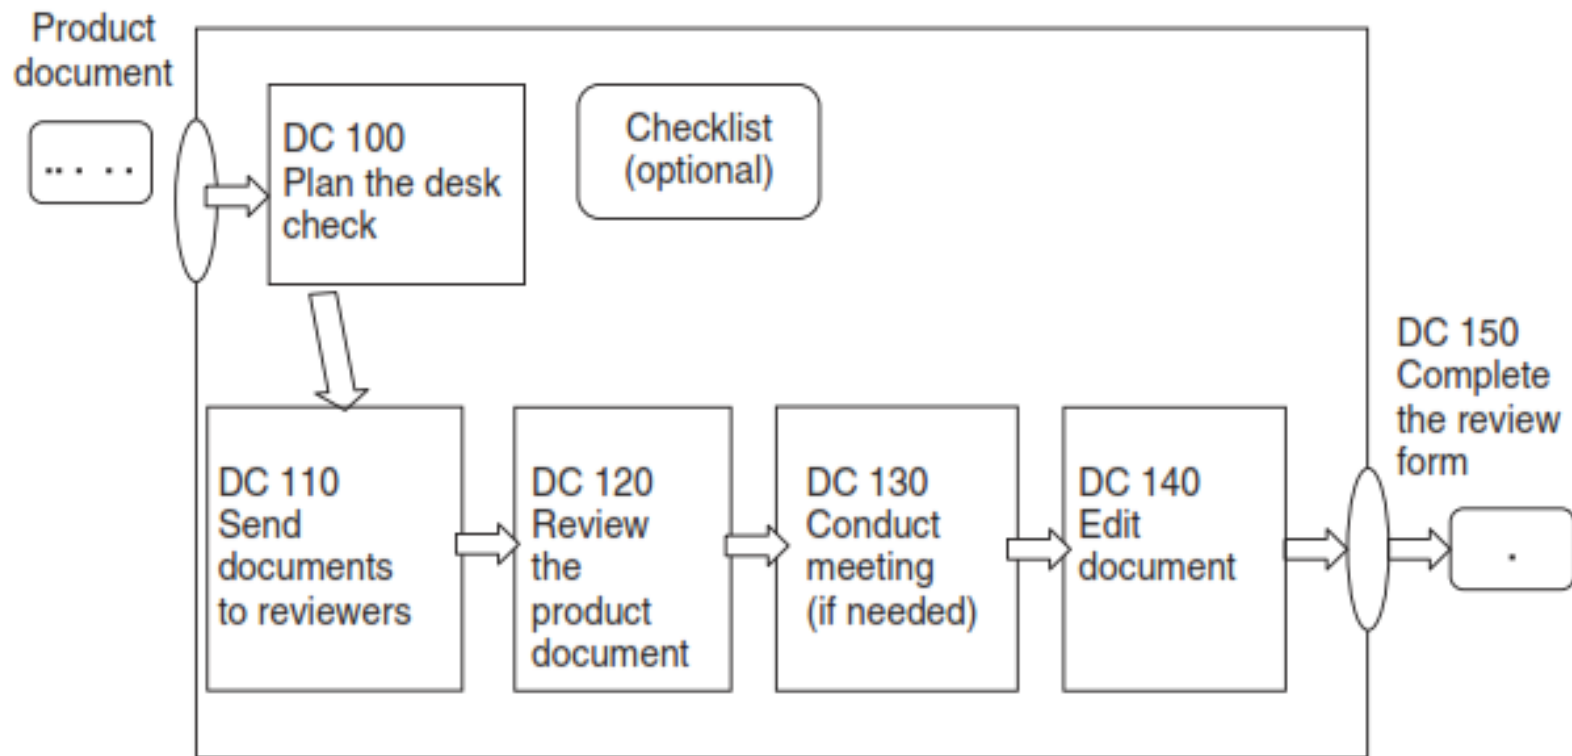 Product
document
DC 100
Plan the desk
check
Checklist
(optional)
DC 110
Send
documents
to reviewers
DC 120
Review
the
product
document
DC 130
Conduct
meeting
(if needed)
DC 140
Edit
document
DC 150
Complete
the review
form